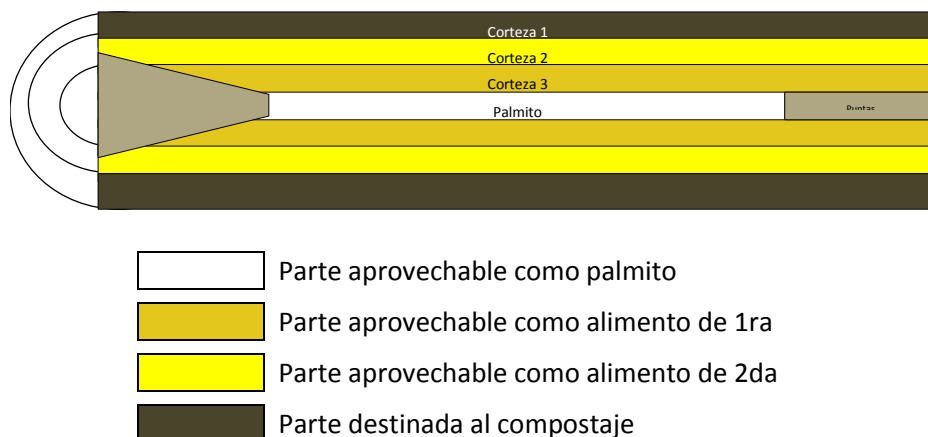 Corteza 1
Corteza 2
Corteza 3
Palmito
Puntas
Parte aprovechable como palmito
Parte aprovechable como alimento de 1ra
Parte aprovechable como alimento de 2da
Parte destinada al compostaje